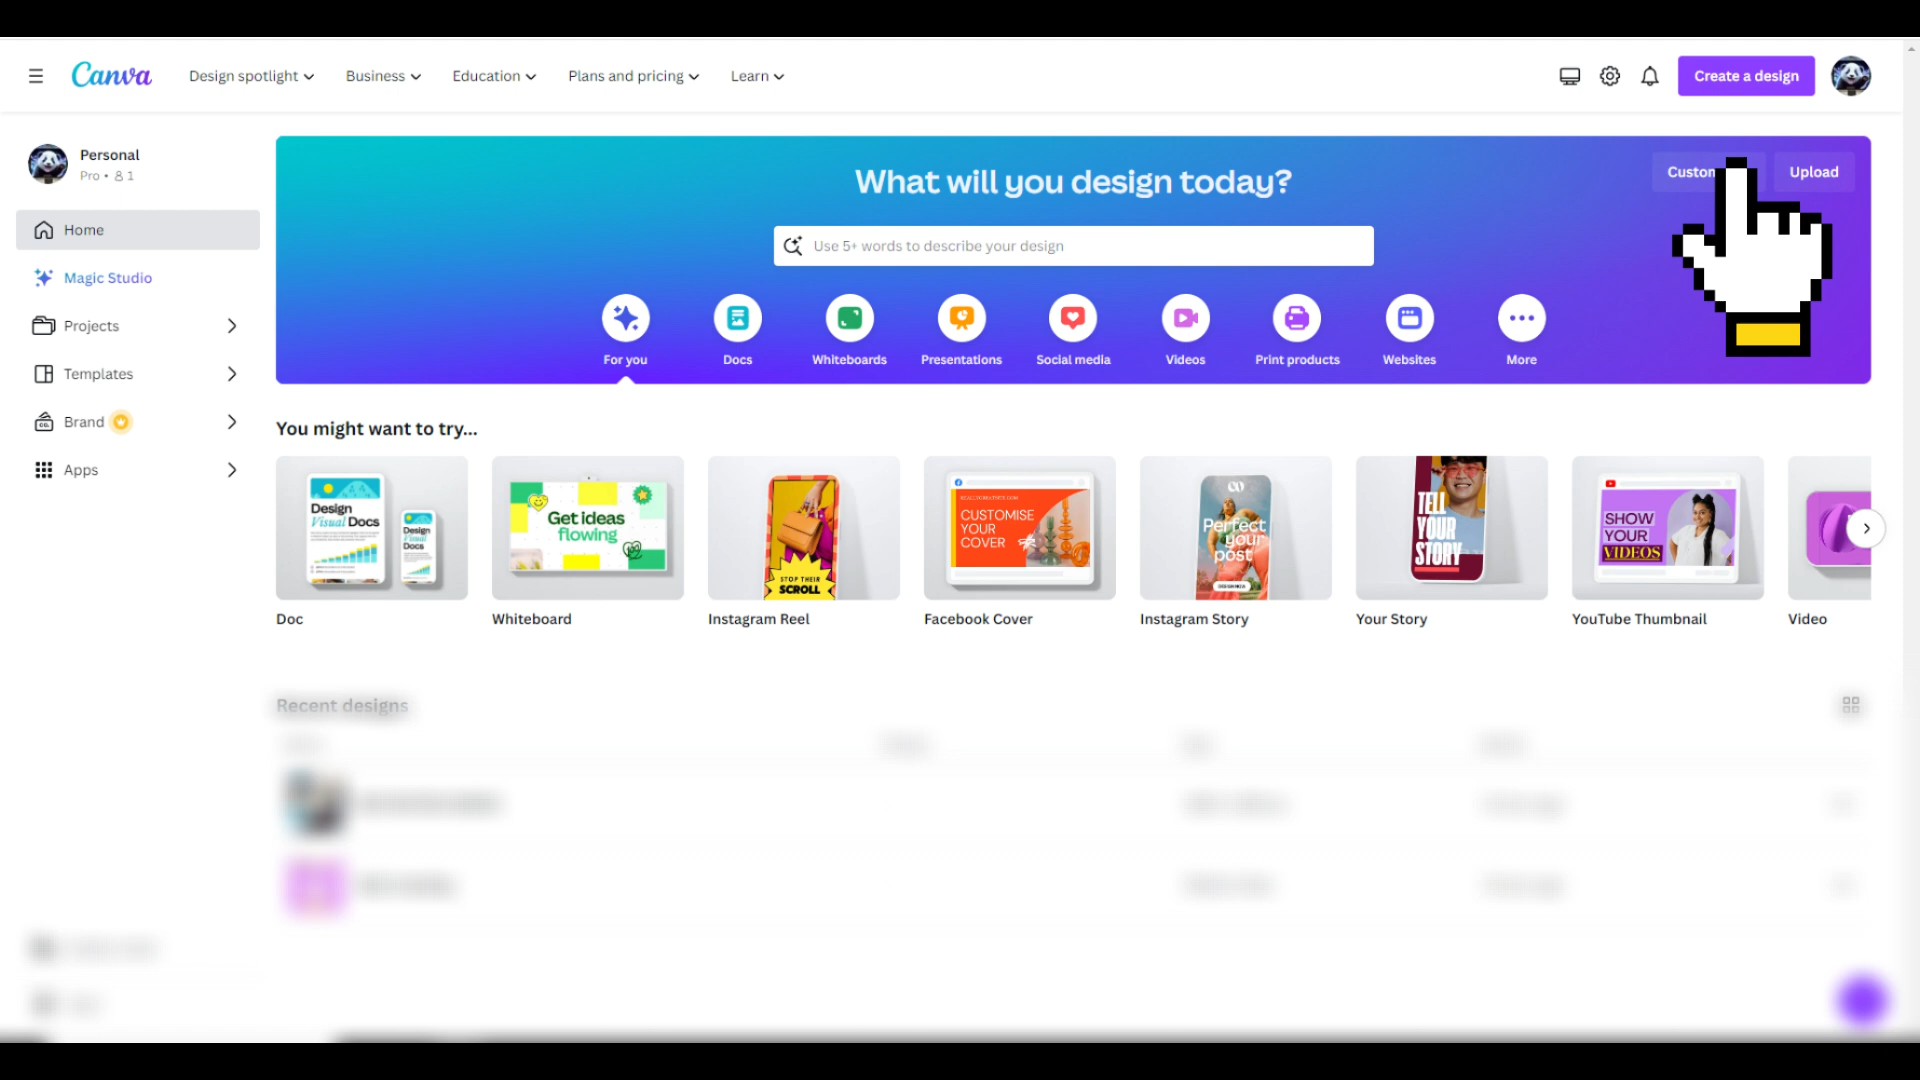 Canva
Design spotlight
Business
Education
Plans and pricing
Learn
Create a design
Personal
Pro • 1
Home
Magic Studio
Projects
Templates
Brand
Apps
What will you design today?
Upload
Use 5+ words to describe your design
For you
Docs
Whiteboards
Presentations
Social media
Videos
Print products
Websites
More
You might want to try...
Design
Visual Docs
Design
Visual
Docs
Get ideas
flowing
STOP THEIR
SCROLL
CUSTOMISE
YOUR
COVER
Perfect
your
post
TELL
YOUR
STORY
SHOW
YOUR
VIDEOS
Doc
Whiteboard
Instagram Reel
Facebook Cover
Instagram Story
Your Story
YouTube Thumbnail
Video
Recent designs